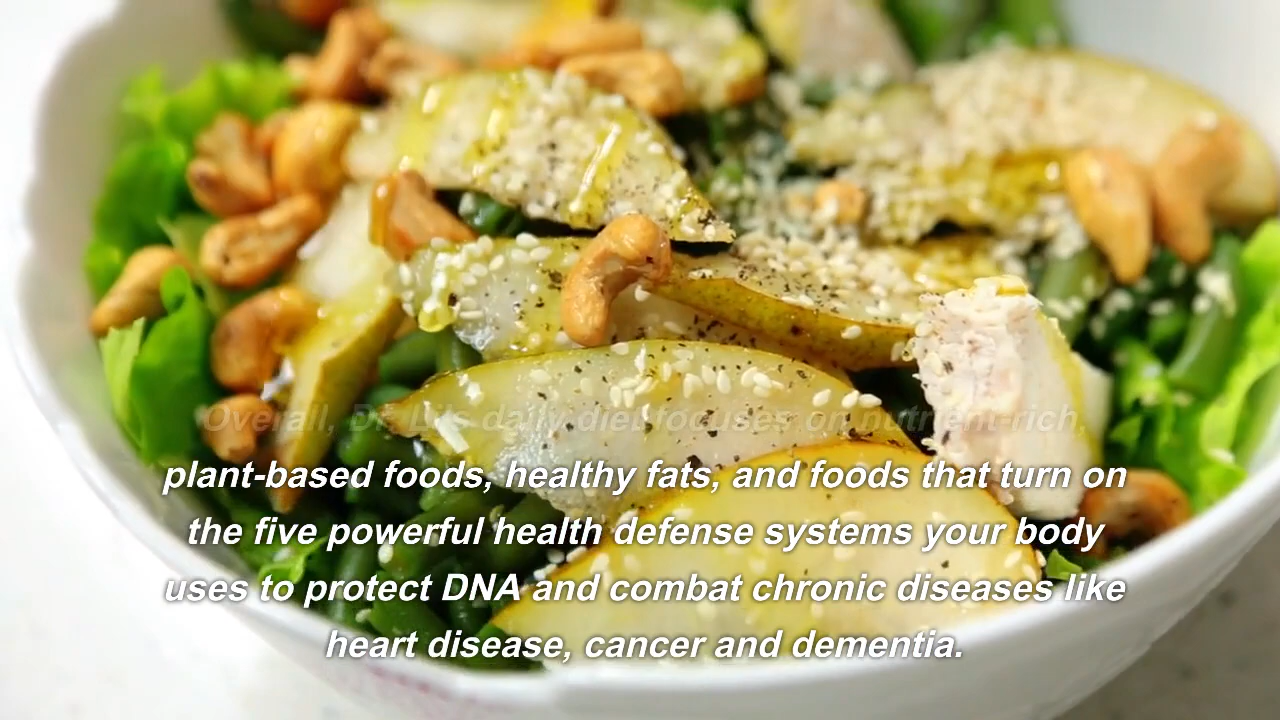 Overall, Dr. Li's daily diet focuses on nutrient-rich,
plant-based foods, healthy fats, and foods that turn on
the five powerful health defense systems your body
uses to protect DNA and combat chronic diseases like
heart disease, cancer and dementia.